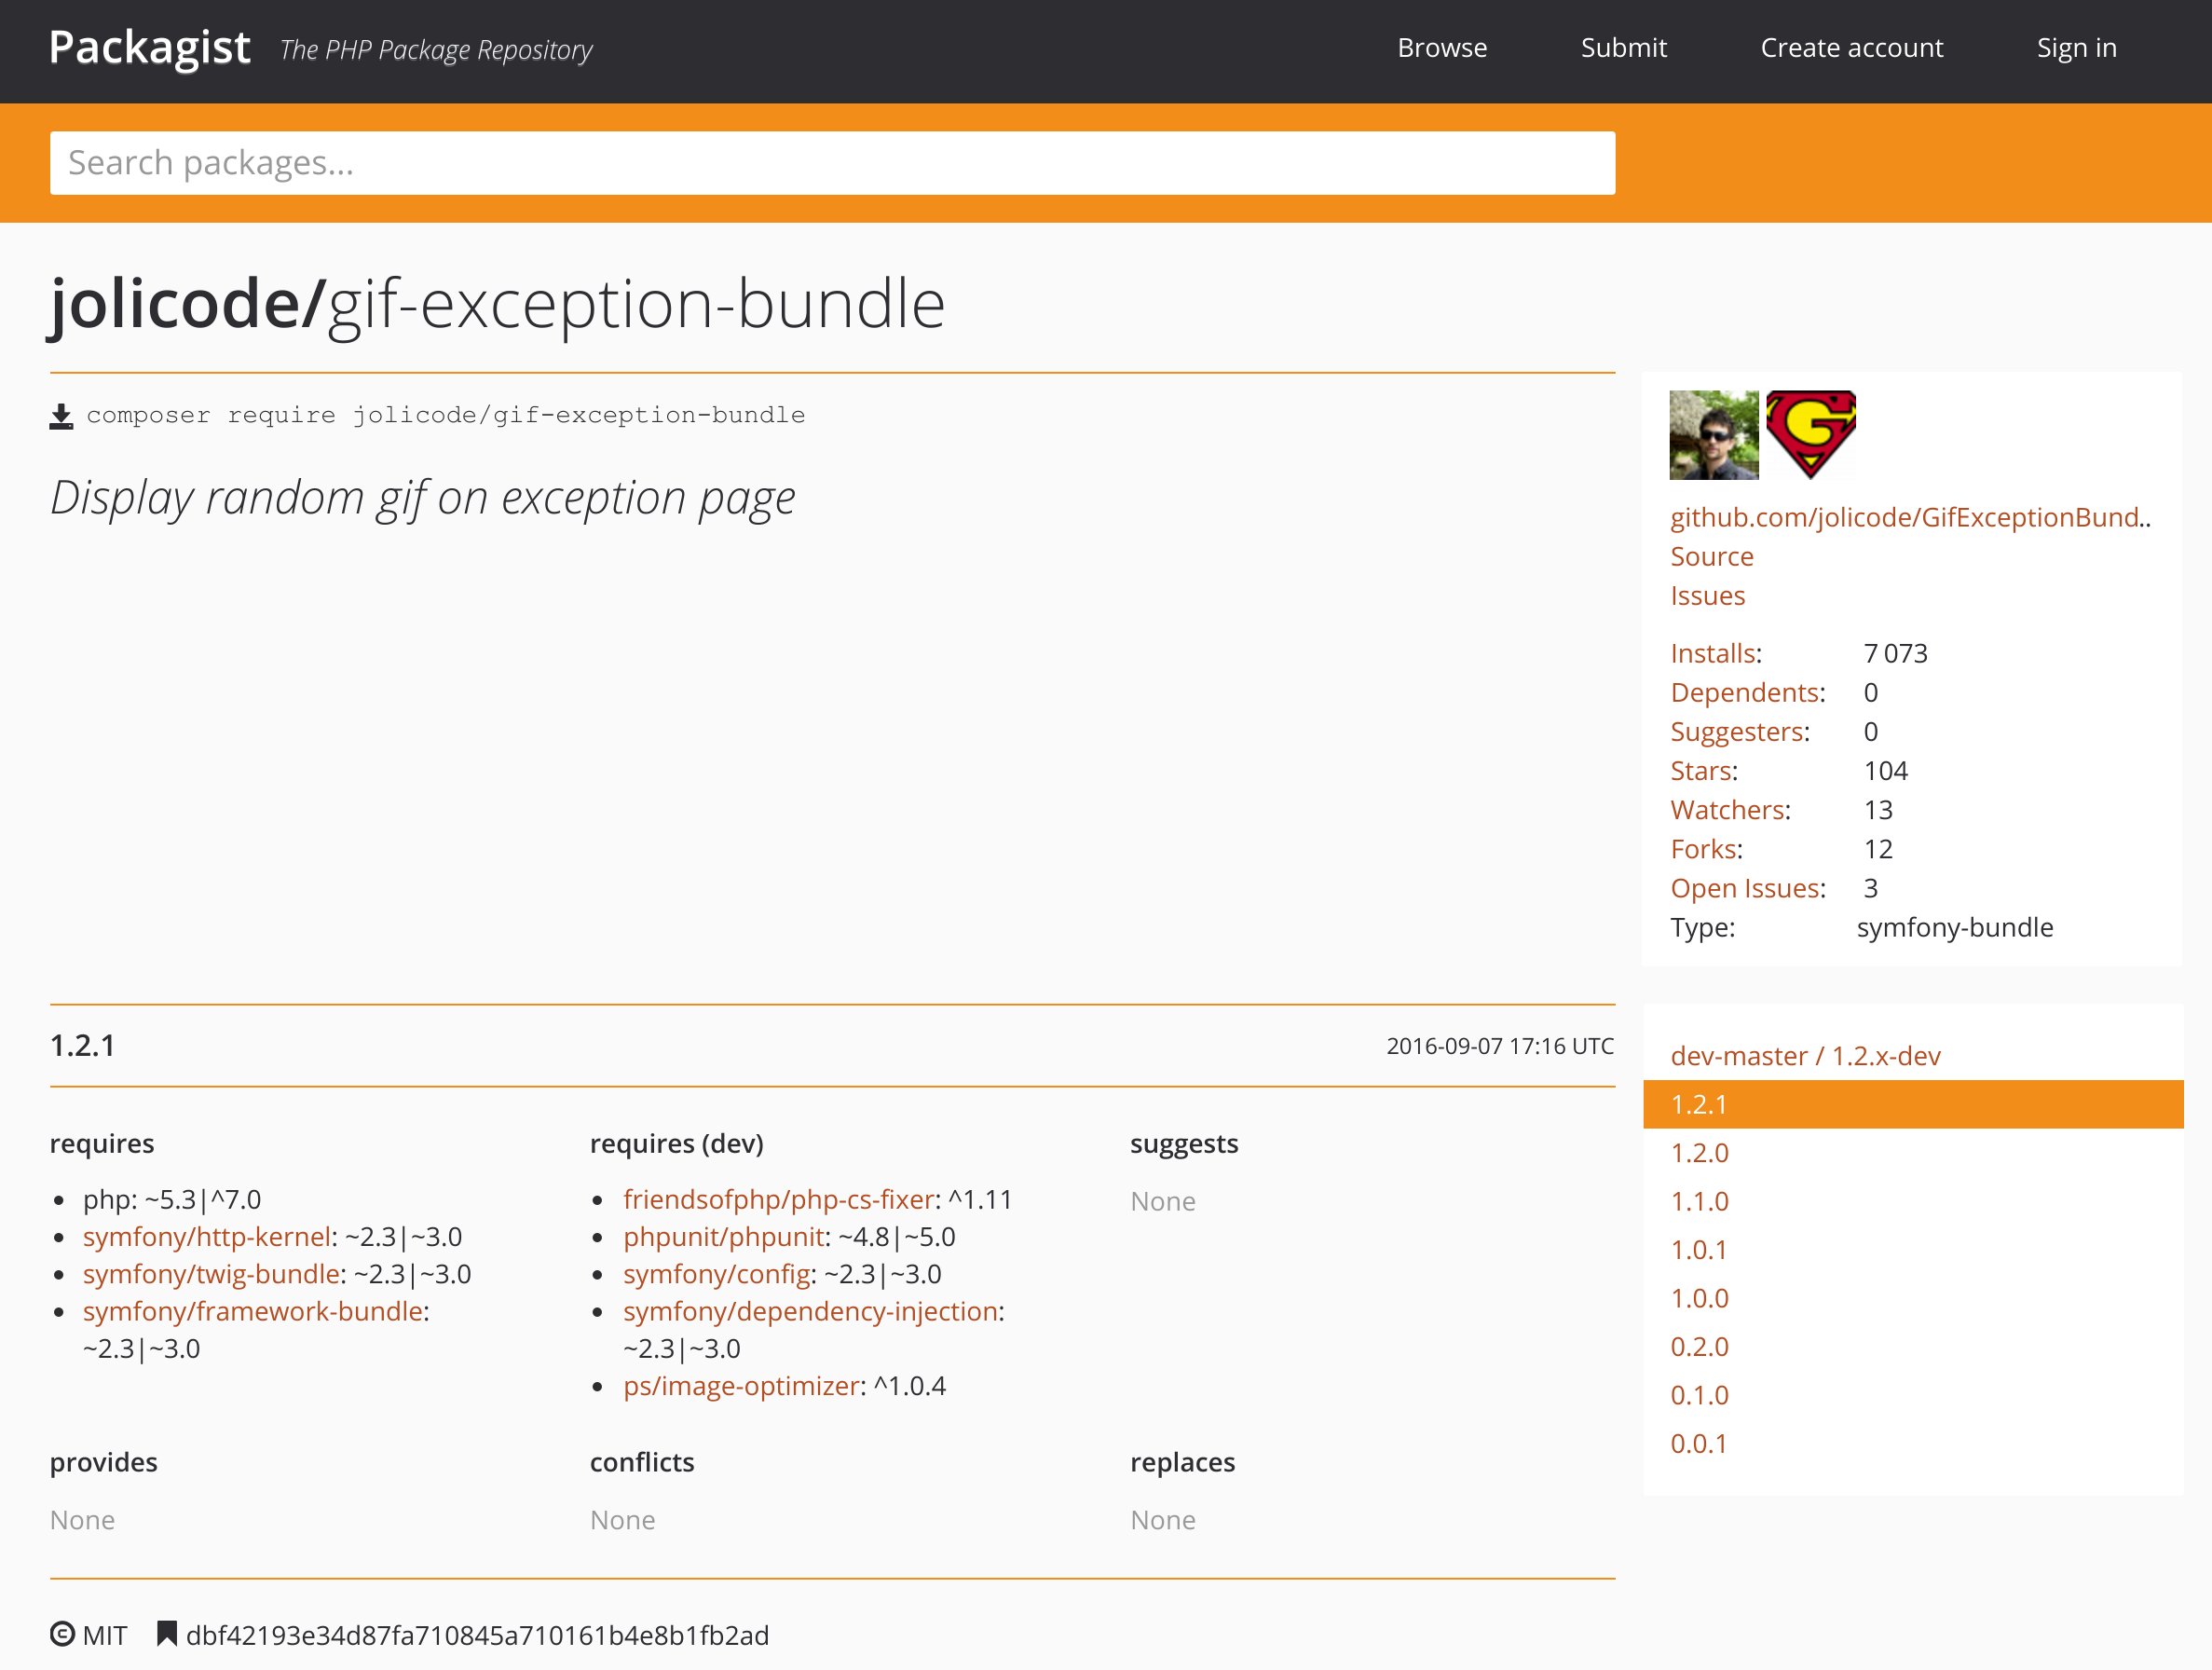 Packagist The PHP Package Repository Browse Submit Create account Sign in
Search packages...
jolicode/gif-exception-bundle
composer require jolicode/gif-exception-bundle
Display random gif on exception page
G
github.com/jolicode/GifExceptionBund..
Source
Issues
Installs: 7 073
Dependents: 0
Suggesters: 0
Stars: 104
Watchers: 13
Forks: 12
Open Issues: 3
Type: symfony-bundle
1.2.1 2016-09-07 17:16 UTC
requires
php: ~5.3|^7.0
symfony/http-kernel: ~2.3|~3.0
symfony/twig-bundle: ~2.3|~3.0
symfony/framework-bundle:
~2.3|~3.0
requires (dev)
friendsofphp/php-cs-fixer: ^1.11
phpunit/phpunit: ~4.8|~5.0
symfony/config: ~2.3|~3.0
symfony/dependency-injection:
~2.3|~3.0
ps/image-optimizer: ^1.0.4
suggests
None
provides
None
conflicts
None
replaces
None
dev-master / 1.2.x-dev
1.2.1
1.2.0
1.1.0
1.0.1
1.0.0
0.2.0
0.1.0
0.0.1
MIT dbf42193e34d87fa710845a710161b4e8b1fb2ad